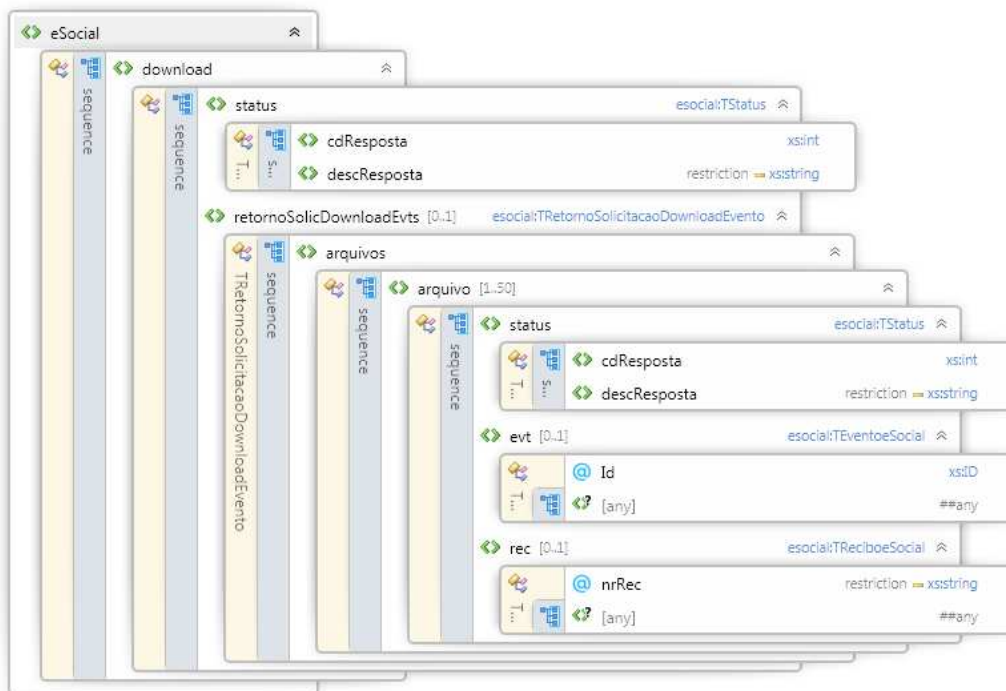 eSocial
download
sequence
status esocial:TStatus
sequence
cdResposta xs:int
T... s...
descResposta restriction xs:string
retornoSolicDownloadEvts [0..1] esocial:TRetornoSolicitacaoDownloadEvento
arquivos
TRetornoSolicitacaoDownloadEvento
sequence
arquivo [1..50]
sequence
status esocial:TStatus
sequence
cdResposta xs:int
T... s...
descResposta restriction xs:string
evt [0..1] esocial:TEventoeSocial
@ Id xs:ID
T...
[any] ##any
rec [0..1] esocial:TReciboeSocial
@ nrRec restriction xs:string
T...
[any] ##any